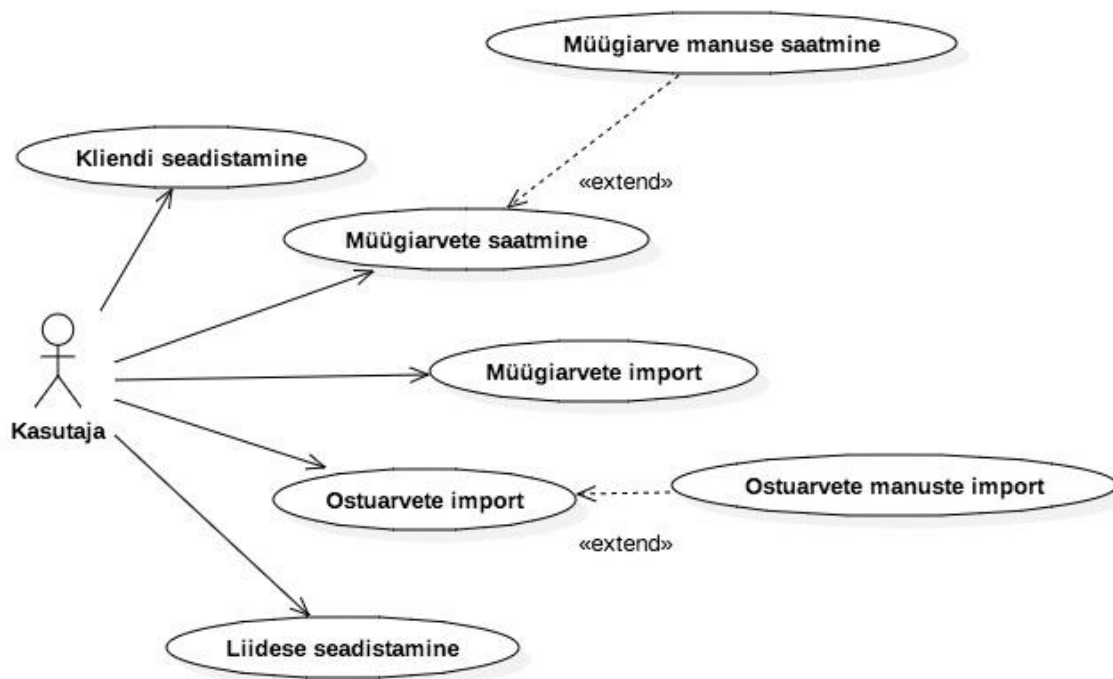 Müügiarve manuse saatmine
Kliendi seadistamine
«extend»
Müügiarvete saatmine
Müügiarvete import
Kasutaja
Ostuarvete import
Ostuarvete manuste import
«extend»
Liidese seadistamine